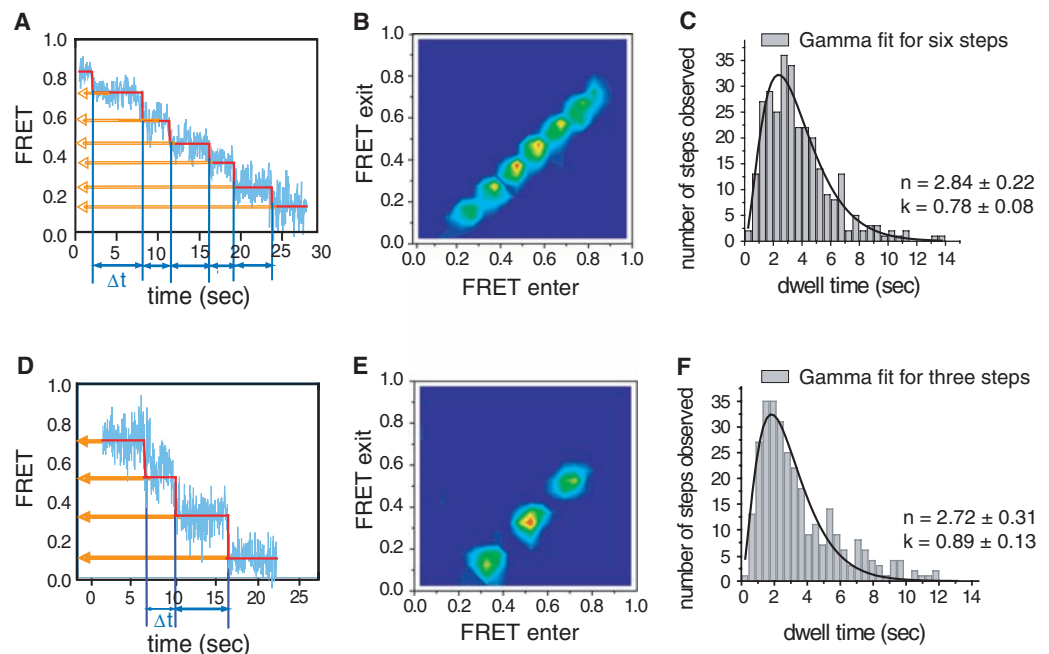 A
1.0
0.8
0.6
0.4
0.2
0.0
FRET
0 5 10 15 20 25 30
Δt
time (sec)
B
1.0
0.8
0.6
0.4
0.2
0.0
FRET exit
0.0 0.2 0.4 0.6 0.8 1.0
FRET enter
C
Gamma fit for six steps
35
30
25
20
15
10
5
0
number of steps observed
n = 2.84 ± 0.22
k = 0.78 ± 0.08
0 2 4 6 8 10 12 14
dwell time (sec)
D
1.0
0.8
0.6
0.4
0.2
0.0
FRET
0 5 10 15 20 25
Δt
time (sec)
E
1.0
0.8
0.6
0.4
0.2
0.0
FRET exit
0.0 0.2 0.4 0.6 0.8 1.0
FRET enter
F
Gamma fit for three steps
35
30
25
20
15
10
5
0
number of steps observed
n = 2.72 ± 0.31
k = 0.89 ± 0.13
0 2 4 6 8 10 12 14
dwell time (sec)